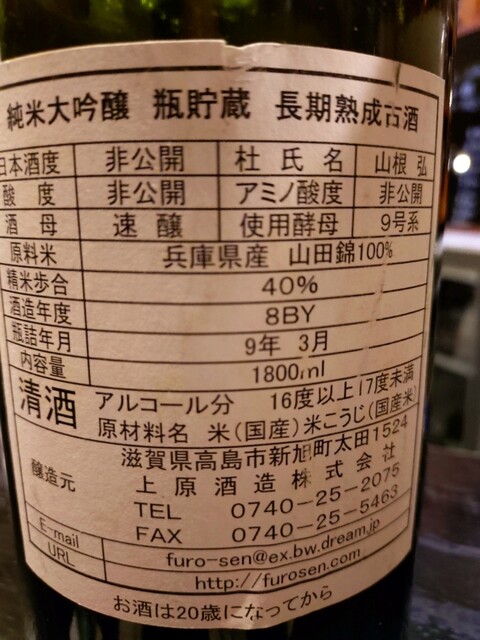 純米大吟醸 瓶貯蔵 長期熟成古酒
日本酒度 非公開 杜氏名 山根 弘
酸度 非公開 アミノ酸度 非公開
酒母 速醸 使用酵母 9号系
原料米 兵庫県産 山田錦100%
精米歩合 40%
酒造年度 8BY
瓶詰年月 9年 3月
内容量 1800ml
清酒 アルコール分 16度以上17度未満
原材料名 米(国産)米こうじ(国産米)
醸造元 滋賀県高島市新旭町太田1524
上原酒造株式会社
TEL 0740-25-2075
FAX 0740-25-5463
E-mail furo-sen@ex.bw.dream.jp
URL http://furosen.com
お酒は20歳になってから